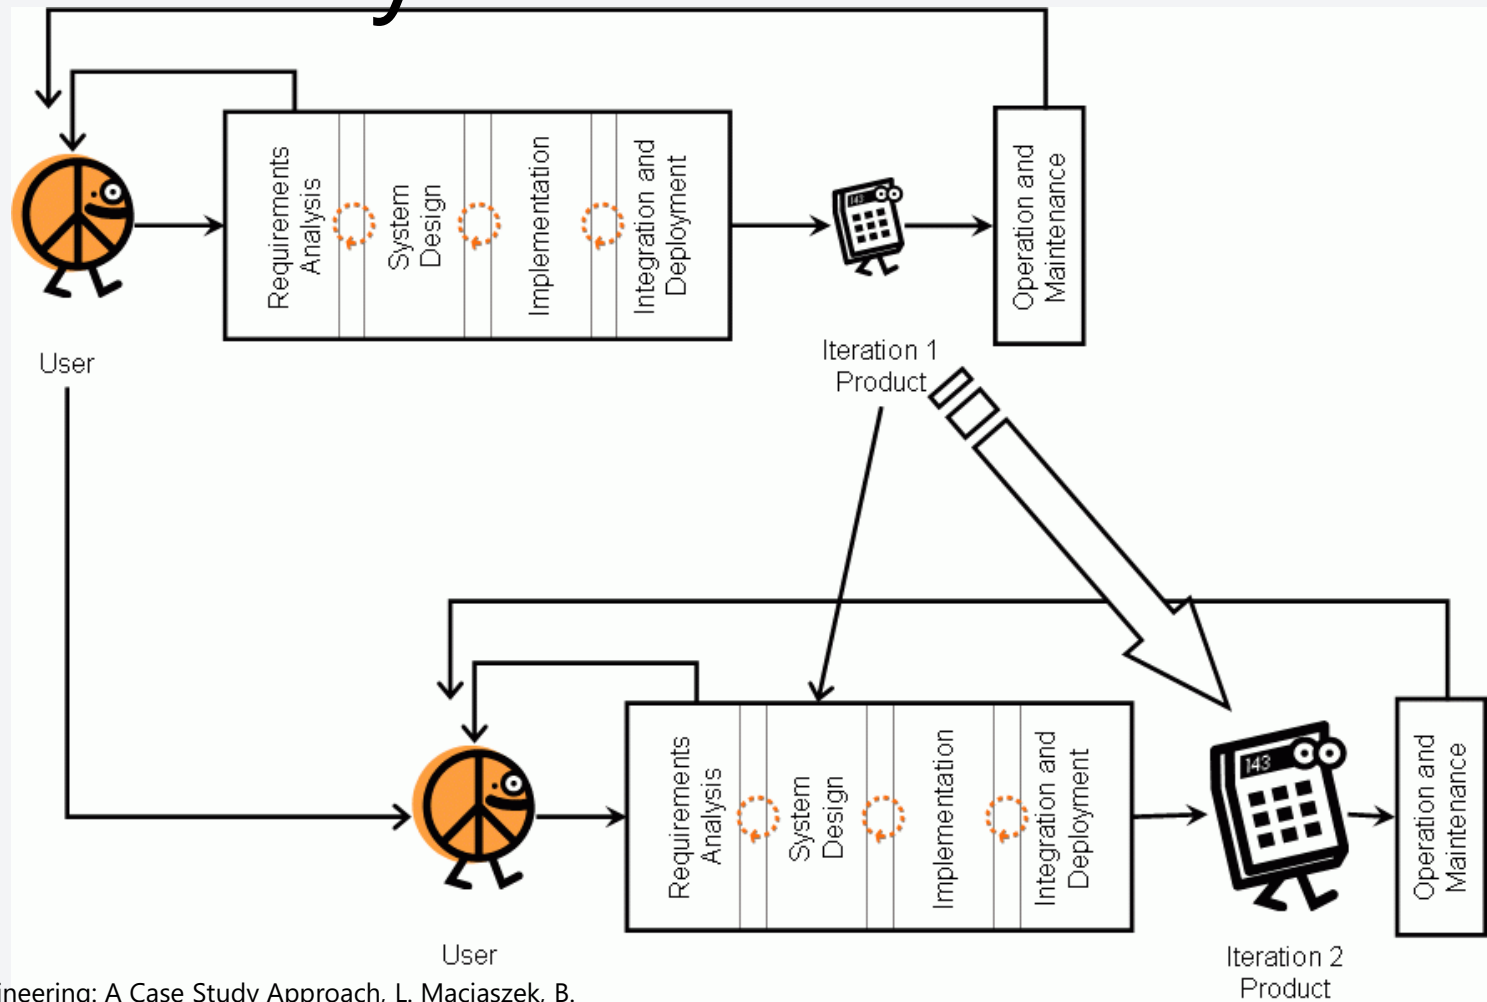 Requirements
Analysis
System
Design
Implementation
Integration and
Deployment
143
Operation and
Maintenance
User
Iteration 1
Product
Requirements
Analysis
System
Design
Implementation
Integration and
Deployment
143
Operation and
Maintenance
User
Iteration 2
Product
ineering: A Case Study Approach, L. Maciaszek, B.